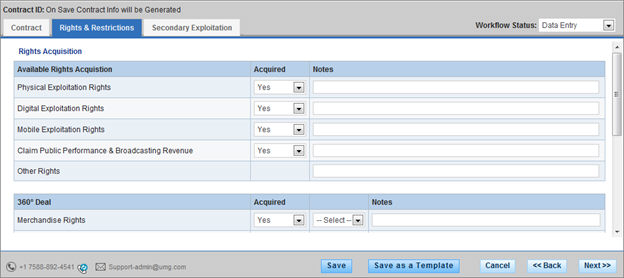 Contract ID: On Save Contract Info will be Generated
Contract Rights & Restrictions Secondary Exploitation Workflow Status: Data Entry
Rights Acquisition
Available Rights Acquistion Acquired Notes
Physical Exploitation Rights Yes
Digital Exploitation Rights Yes
Mobile Exploitation Rights Yes
Claim Public Performance & Broadcasting Revenue Yes
Other Rights
360º Deal Acquired Notes
Merchandise Rights Yes -- Select --
+1 7588-892-4541 Support-admin@umg.com Save Save as a Template Cancel << Back Next >>